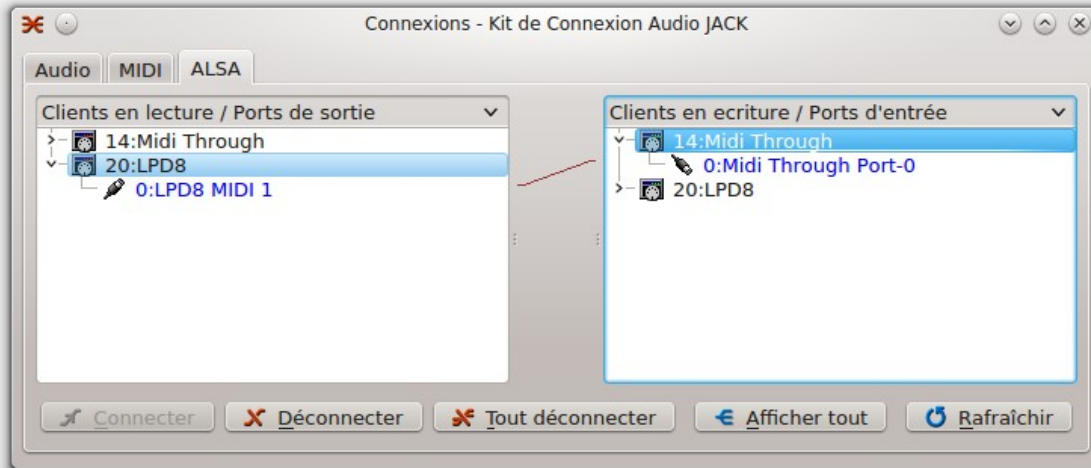 Connexions - Kit de Connexion Audio JACK
Audio MIDI ALSA
Clients en lecture / Ports de sortie
14:Midi Through
20:LPD8
0:LPD8 MIDI 1
Clients en ecriture / Ports d'entrée
14:Midi Through
0:Midi Through Port-0
20:LPD8
Connecter Déconnecter Tout déconnecter Afficher tout Rafraîchir